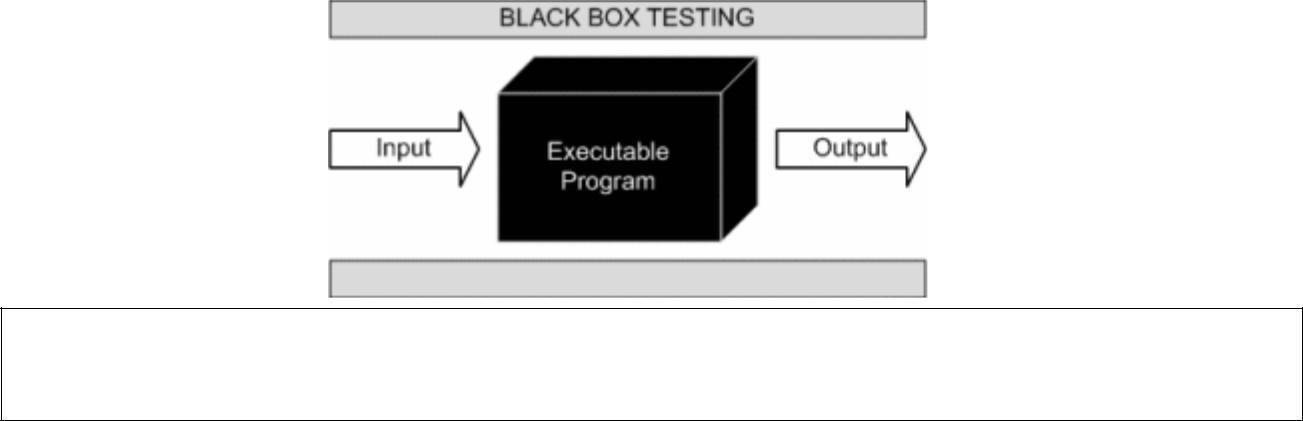 BLACK BOX TESTING
Input
Executable
Program
Output